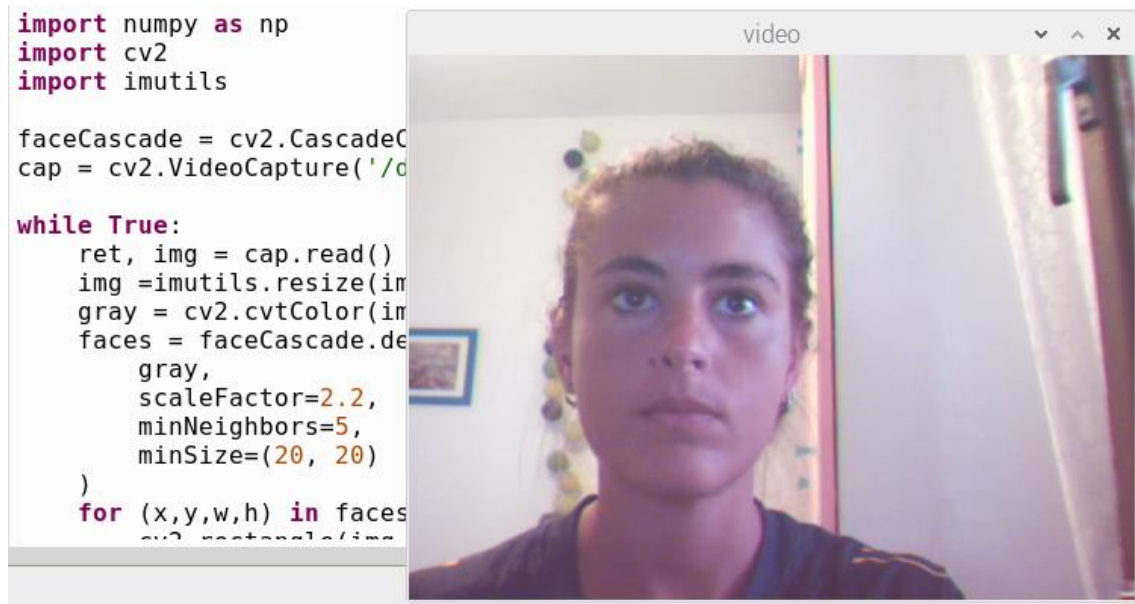 import numpy as np
import cv2
import imutils
faceCascade = cv2.CascadeC
cap = cv2.VideoCapture('/d
while True:
ret, img = cap.read()
img =imutils.resize(im
gray = cv2.cvtColor(im
faces = faceCascade.de
gray,
scaleFactor=2.2,
minNeighbors=5,
minSize=(20, 20)
)
for (x,y,w,h) in faces
video